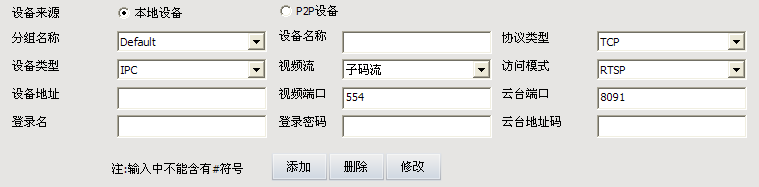 设备来源 本地设备 P2P设备
分组名称 Default 设备名称 协议类型 TCP
设备类型 IPC 视频流 子码流 访问模式 RTSP
设备地址 视频端口 554 云台端口 8091
登录名 登录密码 云台地址码
注:输入中不能含有#符号 添加 删除 修改